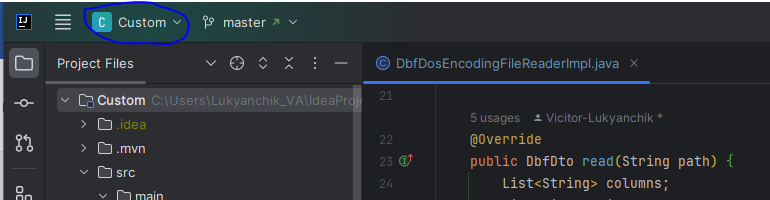 IJ
C Custom master
Project Files
DbfDosEncodingFileReaderImpl.java
Custom C:\Users\Lukyanchik_VA\IdeaProj
.idea
.mvn
src
main
21
5 usages Vicitor-Lukyanchik *
22 @Override
23 public DbfDto read(String path) {
24 List<String> columns;